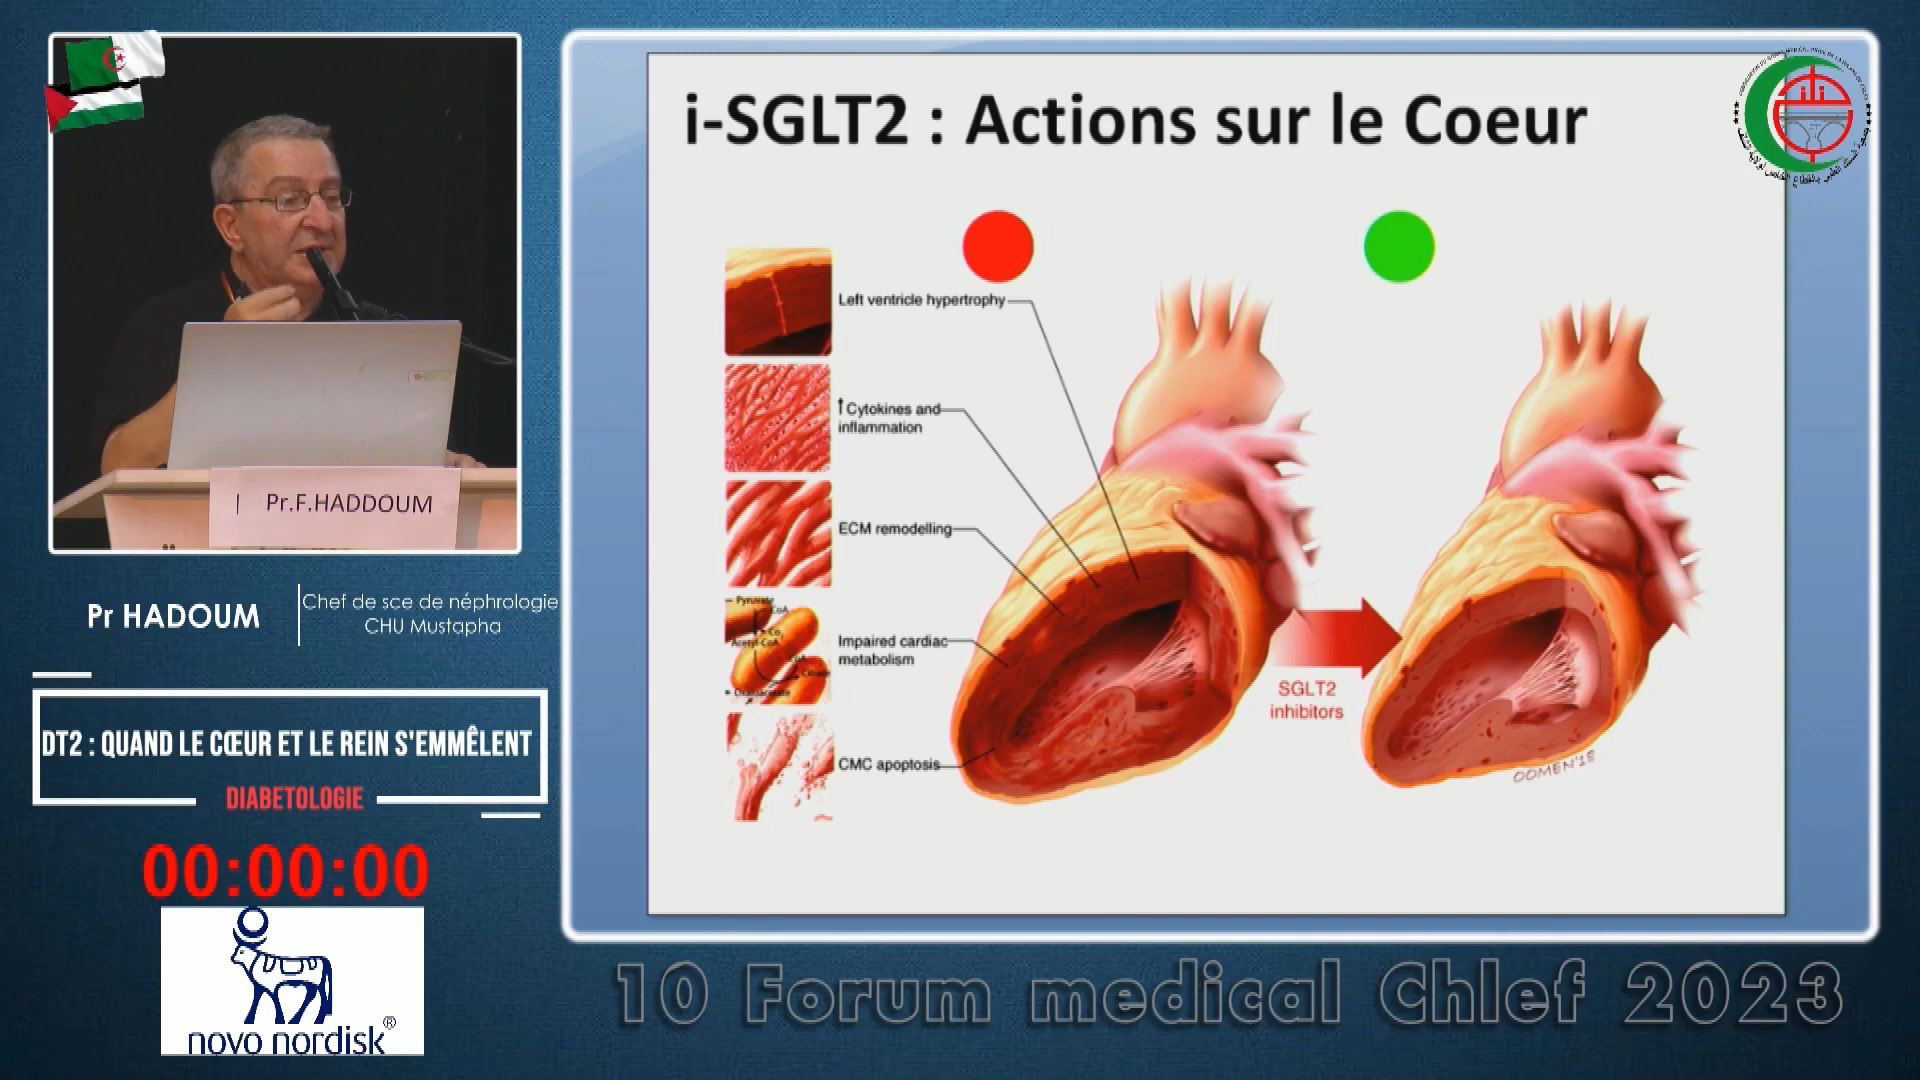 i-SGLT2 : Actions sur le Coeur
Left ventricle hypertrophy
↑ Cytokines and
inflammation
ECM remodelling
Pyruvate
CoA
Acetyl-CoA
Oxaloacetate
Impaired cardiac
metabolism
CMC apoptosis
SGLT2
inhibitors
OOMEN'18
Pr.F.HADDOUM
Pr HADOUM
Chef de sce de néphrologie
CHU Mustapha
DT2 : QUAND LE CŒUR ET LE REIN S'EMMÊLENT
DIABETOLOGIE
00:00:00
novo nordisk®
10 Forum medical Chlef 2023